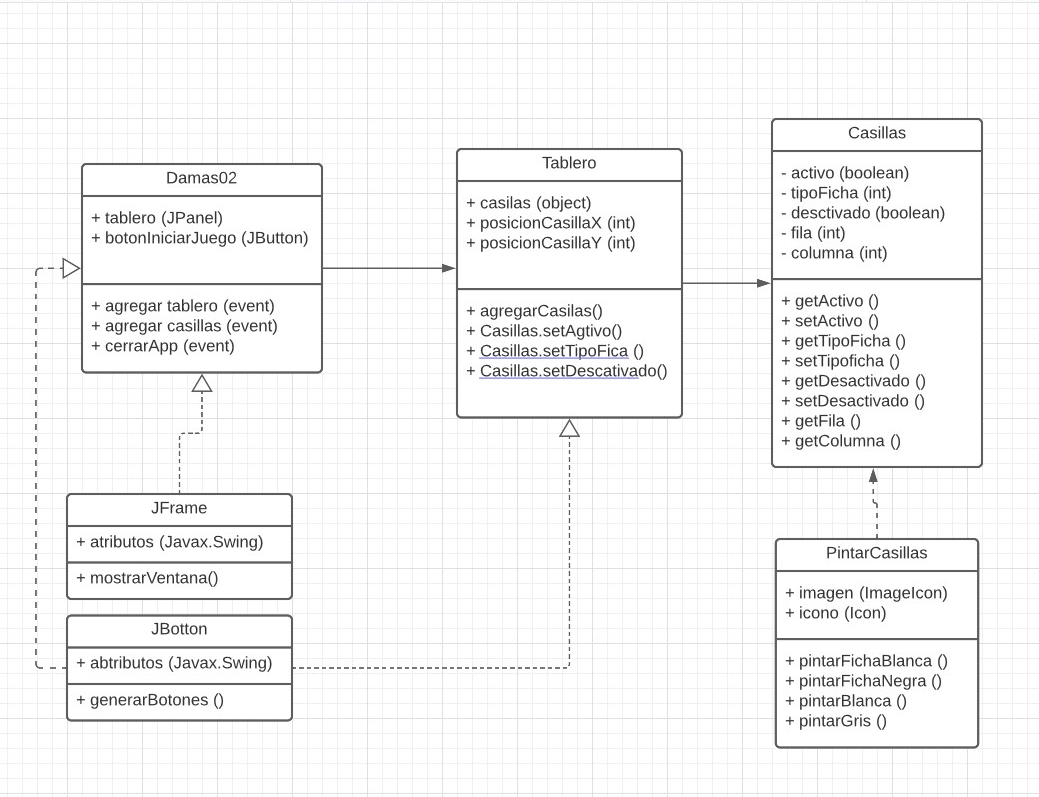 Damas02
+ tablero (JPanel)
+ botonIniciarJuego (JButton)
+ agregar tablero (event)
+ agregar casillas (event)
+ cerrarApp (event)
Tablero
+ casilas (object)
+ posicionCasillaX (int)
+ posicionCasillaY (int)
+ agregarCasilas()
+ Casillas.setAgtivo()
+ Casillas.setTipoFica ()
+ Casillas.setDescativado()
Casillas
- activo (boolean)
- tipoFicha (int)
- desctivado (boolean)
- fila (int)
- columna (int)
+ getActivo ()
+ setActivo ()
+ getTipoFicha ()
+ setTipoficha ()
+ getDesactivado ()
+ setDesactivado ()
+ getFila ()
+ getColumna ()
JFrame
+ atributos (Javax.Swing)
+ mostrarVentana()
JBotton
+ abtributos (Javax.Swing)
+ generarBotones ()
PintarCasillas
+ imagen (ImageIcon)
+ icono (Icon)
+ pintarFichaBlanca ()
+ pintarFichaNegra ()
+ pintarBlanca ()
+ pintarGris ()